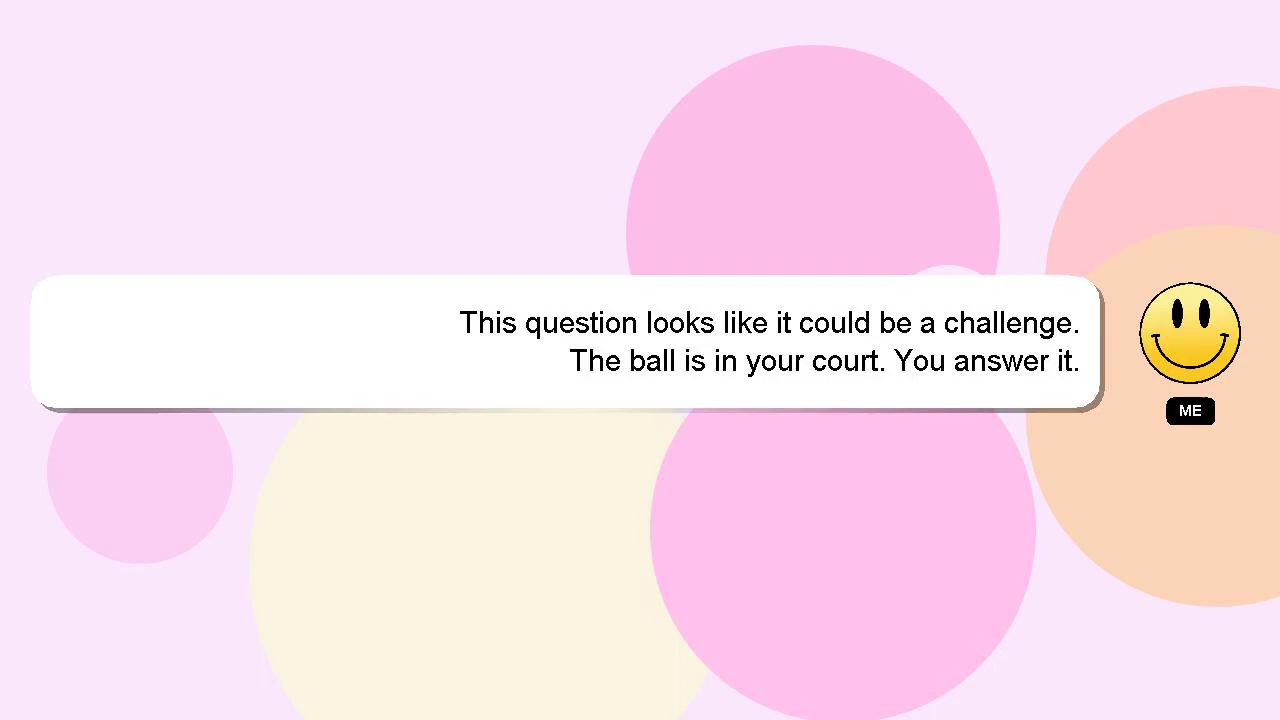 This question looks like it could be a challenge.
The ball is in your court. You answer it.
ME